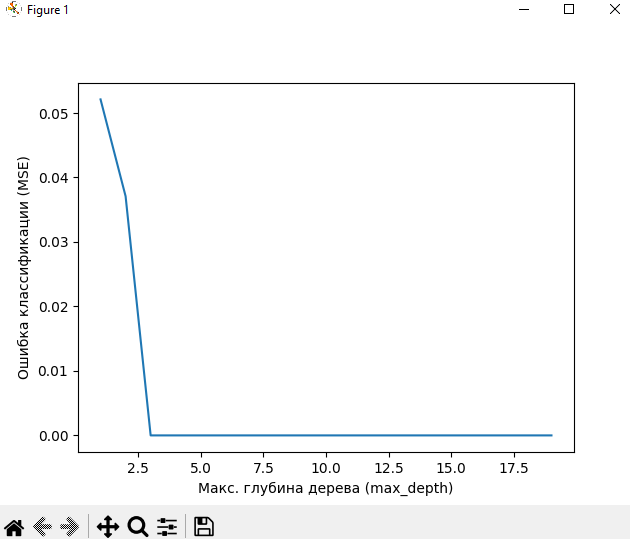 Figure 1
0.05
0.04
0.03
0.02
0.01
0.00
Ошибка классификации (MSE)
2.5 5.0 7.5 10.0 12.5 15.0 17.5
Макс. глубина дерева (max_depth)